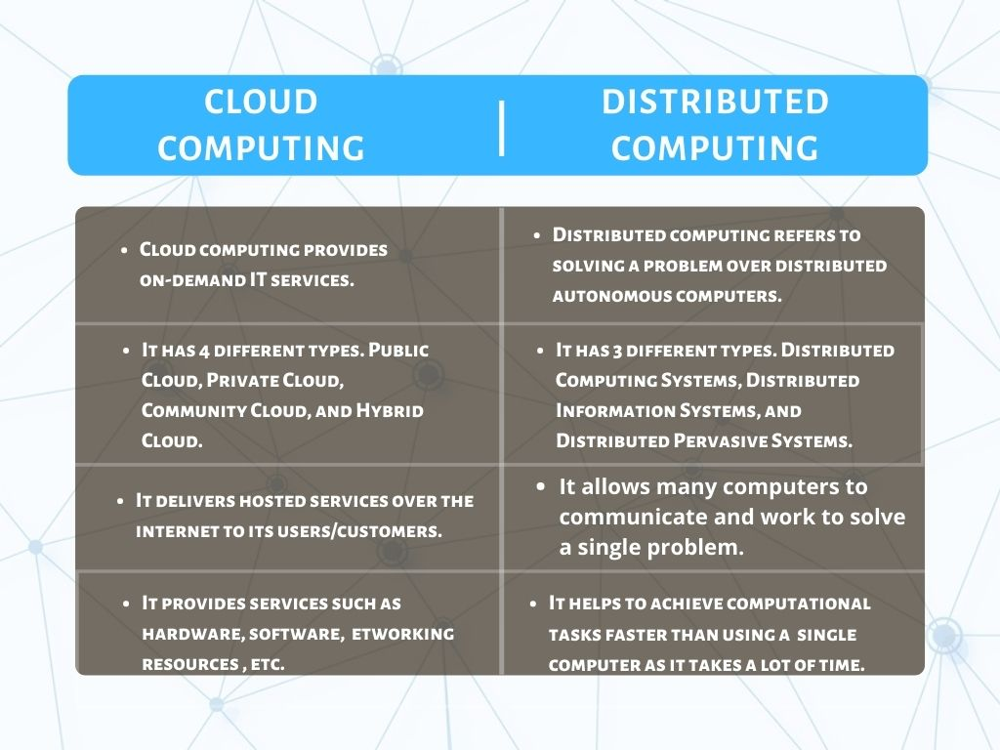 CLOUD
COMPUTING
DISTRIBUTED
COMPUTING
• Cloud computing provides
on-demand IT services.
• Distributed computing refers to
solving a problem over distributed
autonomous computers.
• It has 4 different types. Public
Cloud, Private Cloud,
Community Cloud, and Hybrid
Cloud.
• It has 3 different types. Distributed
Computing Systems, Distributed
Information Systems, and
Distributed Pervasive Systems.
• It delivers hosted services over the
internet to its users/customers.
• It allows many computers to
communicate and work to solve
a single problem.
• It provides services such as
hardware, software, etworking
resources , etc.
• It helps to achieve computational
tasks faster than using a single
computer as it takes a lot of time.